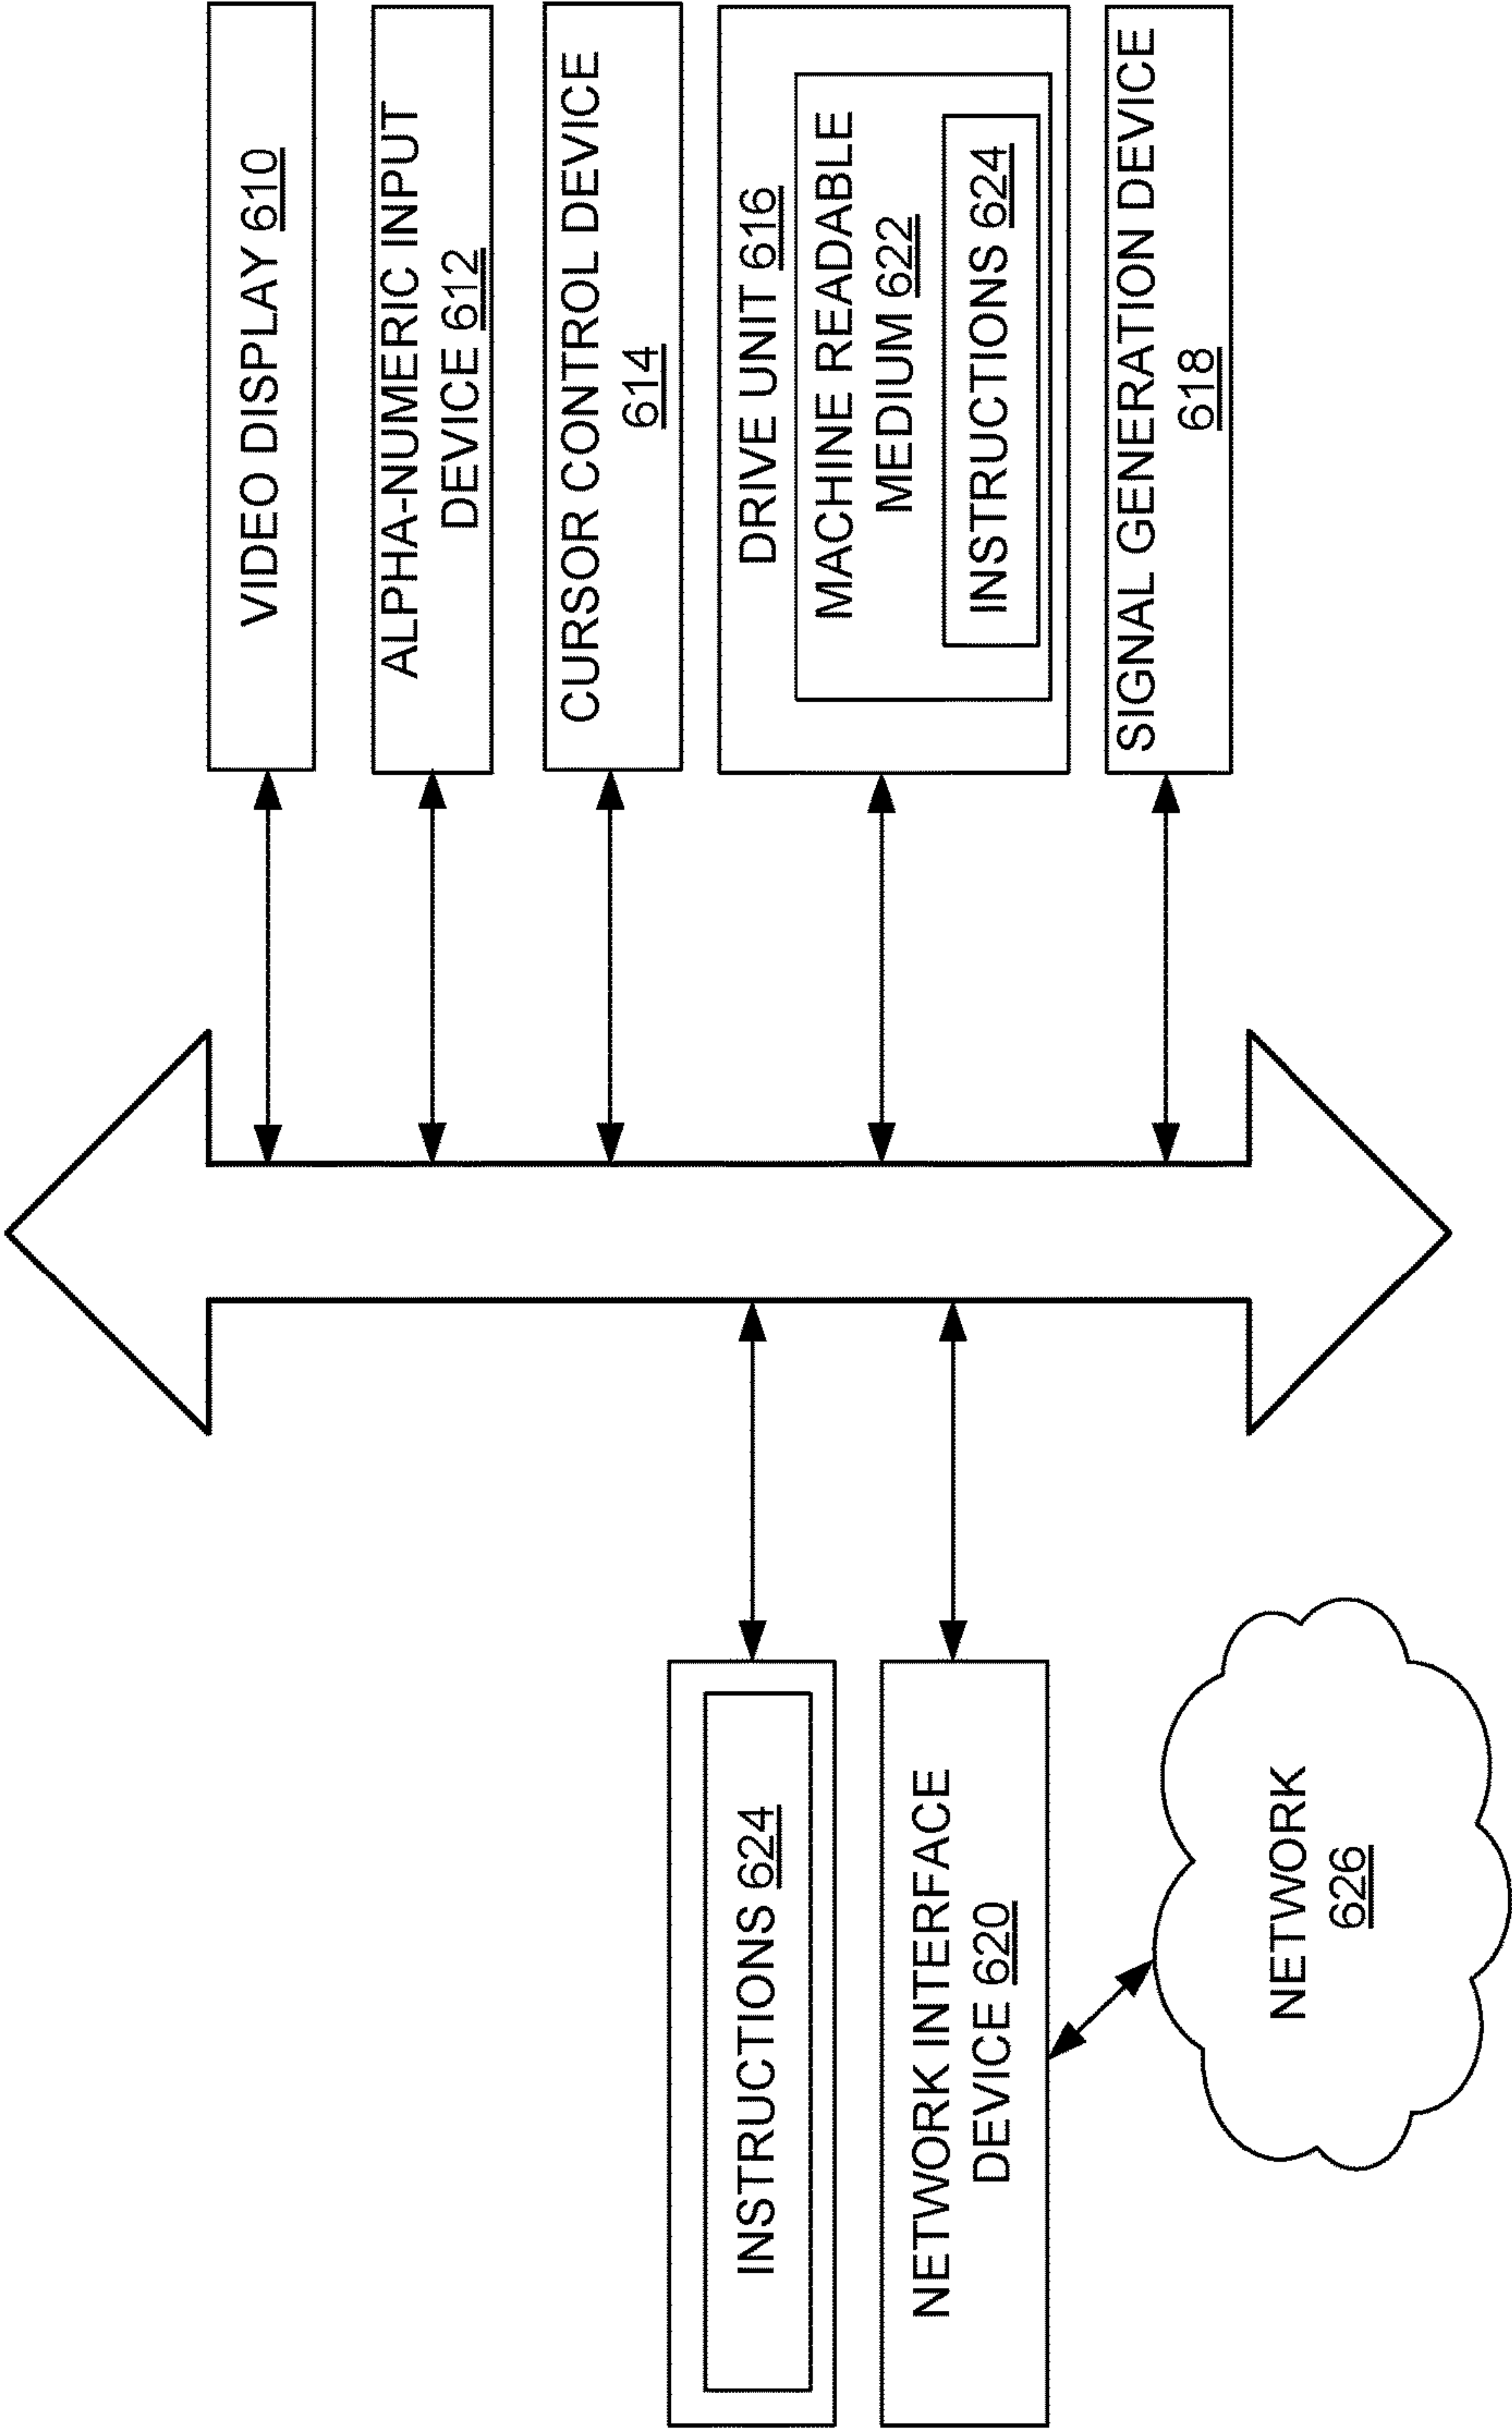 INSTRUCTIONS 624
NETWORK INTERFACE
DEVICE 620
NETWORK
626
VIDEO DISPLAY 610
ALPHA-NUMERIC INPUT
DEVICE 612
CURSOR CONTROL DEVICE
614
DRIVE UNIT 616
MACHINE READABLE
MEDIUM 622
INSTRUCTIONS 624
SIGNAL GENERATION DEVICE
618